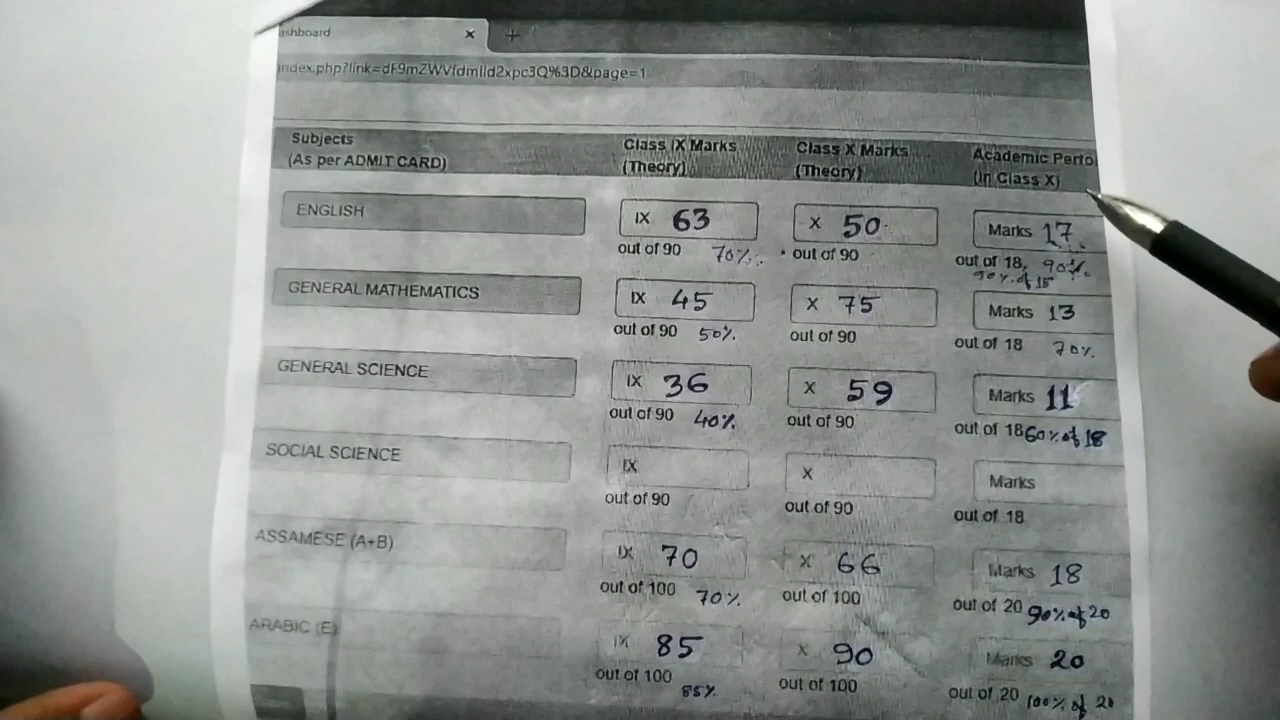 ashboard × +
index.php?link=dF9mZWVfdmlld2xpc3Q%3D&page=1
Subjects (As per ADMIT CARD) Class IX Marks (Theory) Class X Marks (Theory) Academic Perfo (In Class X)
ENGLISH IX 63 X 50 Marks 17
out of 90 70% out of 90 out of 18, 90%
90% of 18
GENERAL MATHEMATICS IX 45 X 75 Marks 13
out of 90 50% out of 90 out of 18 70%
GENERAL SCIENCE IX 36 X 59 Marks 11
out of 90 40% out of 90 out of 18 60% of 18
SOCIAL SCIENCE IX X Marks
out of 90 out of 90 out of 18
ASSAMESE (A+B) IX 70 X 66 Marks 18
out of 100 70% out of 100 out of 20 90% of 20
ARABIC (E) IX 85 X 90 Marks 20
out of 100 85% out of 100 out of 20 100% of 20